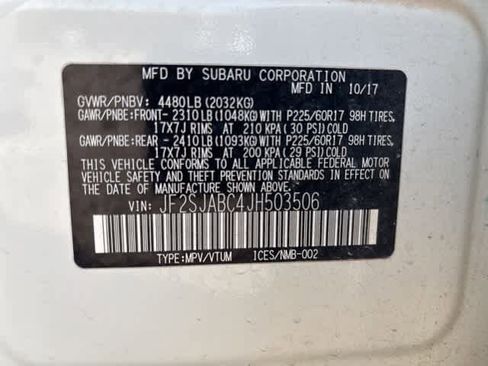 MFD BY SUBARU CORPORATION
IN 10/17
GVWR/PNBV: 4480LB(2032KG)
GAWR/PNBE:FRONT- 2310LB(1048KG)WITH P225/60R17 98H TIRES,
17X7J RIMS AT 210 KPA(30 PSI)COLD
GAWR/PNBE:REAR - 2410LB(1093KG)WITH P225/60R17 98H TIRES,
17X7J RIMS AT 200 KPA(29 PSI)COLD
THIS VEHICLE CONFORMS TO ALL APPLICABLE FEDERAL MOTOR
VEHICLE SAFETY AND THEFT PREVENTION STANDARDS
IN EFFECT ON THE DATE OF MANUFACTURE SHOWN ABOVE.
VIN: JF2SJABC4JH503506
TYPE:MPV/VTUM ICES/NMB-002